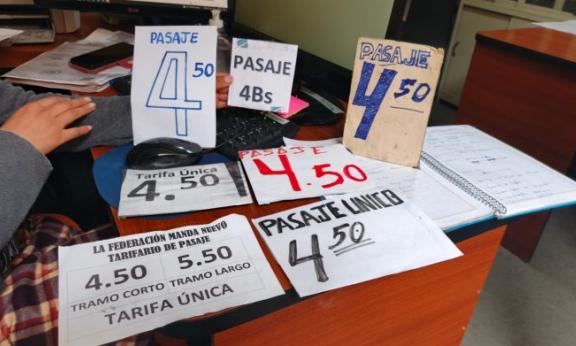 PASAJE
4 50
PASAJE
4Bs
PASAJE
4 50
Tarifa Única
4.50
PASAJE
4.50
PASAJE UNICO
4 50
LA FEDERACIÓN MANDA NUEVO
TARIFARIO DE PASAJE
4.50 5.50
TRAMO CORTO TRAMO LARGO
TARIFA ÚNICA